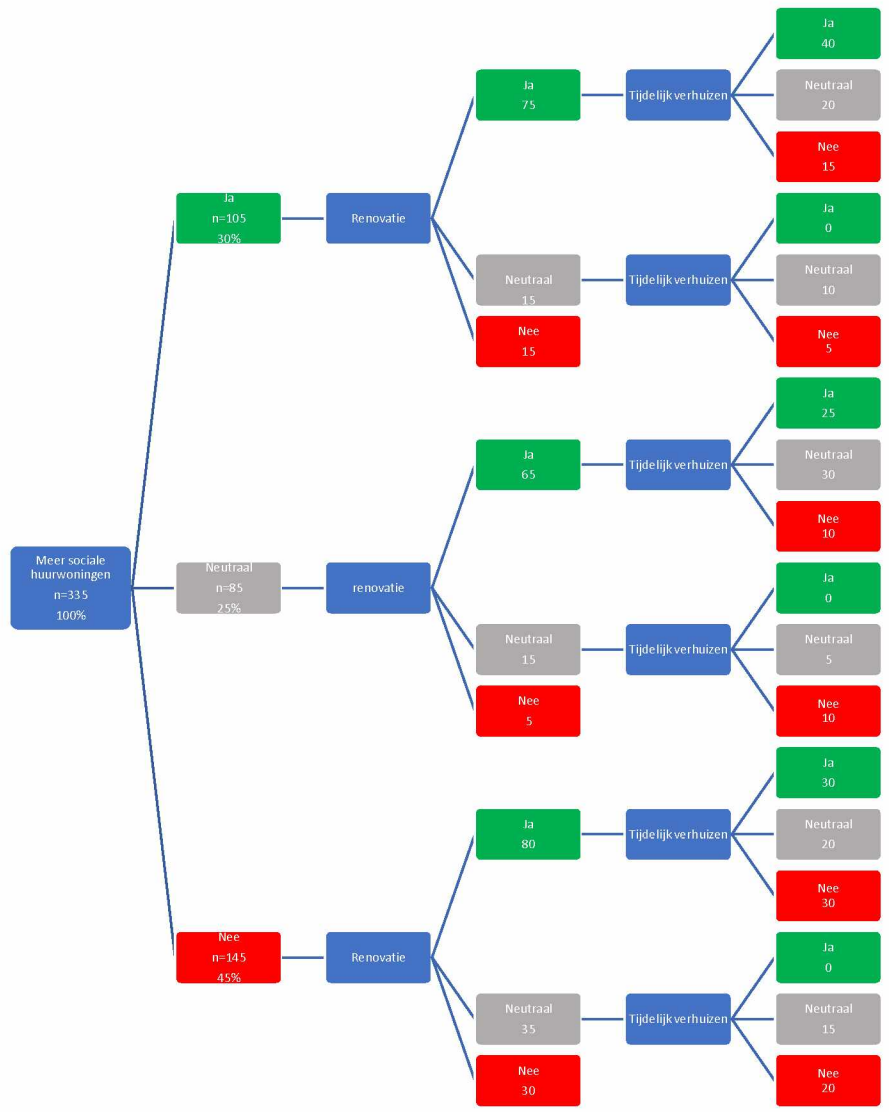 Meer sociale
huurwoningen
n=335
100%
Ja
n=105
30%
Renovatie
Ja
75
Tijdelijk verhuizen
Ja
40
Neutraal
20
Nee
15
Neutraal
15
Tijdelijk verhuizen
Ja
0
Neutraal
10
Nee
5
Nee
15
Neutraal
n=85
25%
renovatie
Ja
65
Tijdelijk verhuizen
Ja
25
Neutraal
30
Nee
10
Neutraal
15
Tijdelijk verhuizen
Ja
0
Neutraal
5
Nee
10
Nee
5
Nee
n=145
45%
Renovatie
Ja
80
Tijdelijk verhuizen
Ja
30
Neutraal
20
Nee
30
Neutraal
35
Tijdelijk verhuizen
Ja
0
Neutraal
15
Nee
20
Nee
30